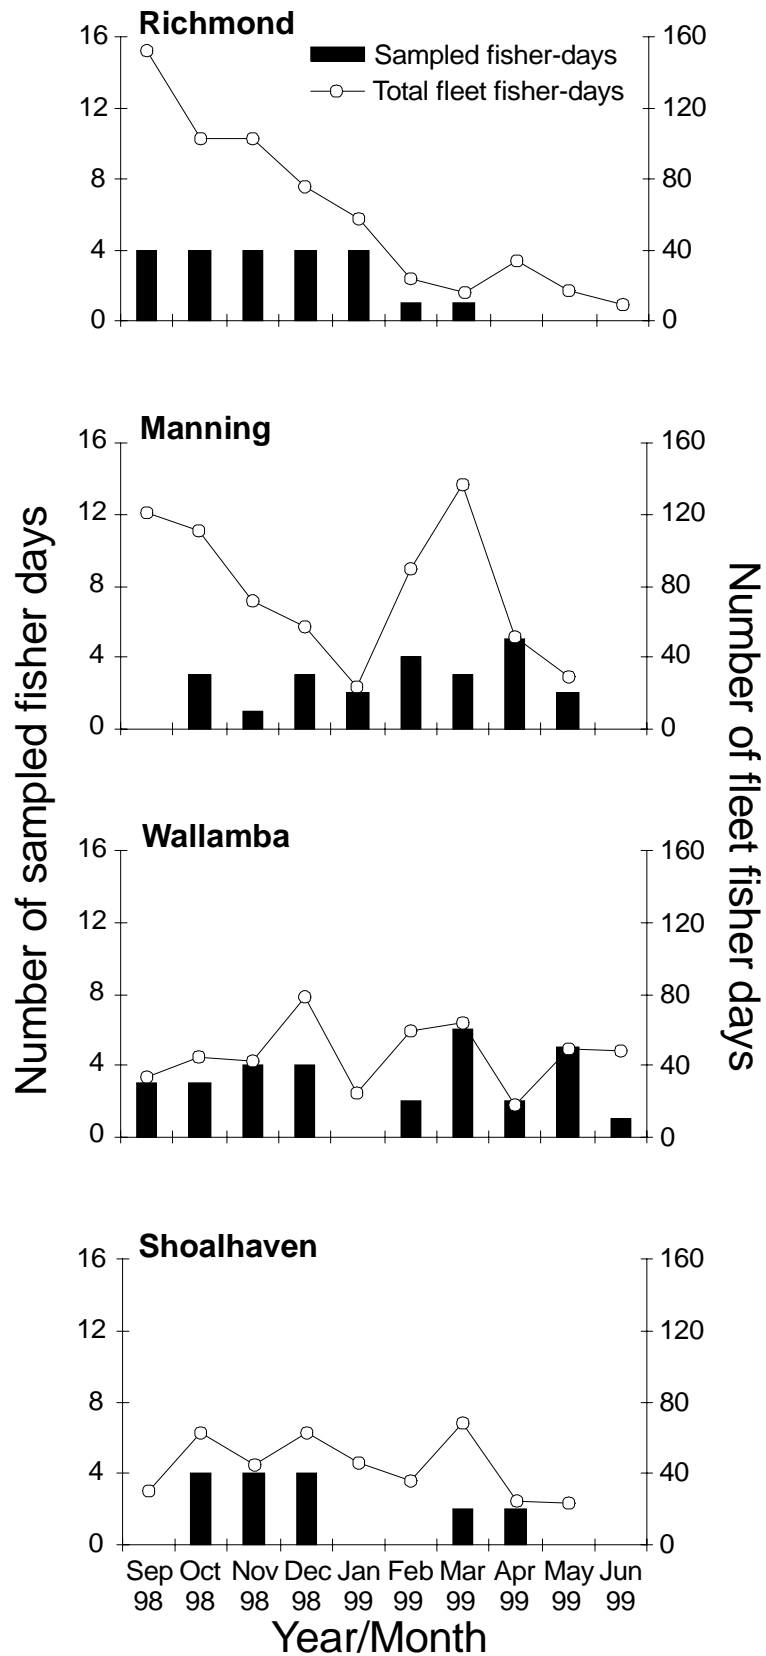 Richmond
Sampled fisher-days
Total fleet fisher-days
16 160
12 120
8 80
4 40
0 0
Manning
16 160
12 120
8 80
4 40
0 0
Number of sampled fisher days
Number of fleet fisher days
Wallamba
16 160
12 120
8 80
4 40
0 0
Shoalhaven
16 160
12 120
8 80
4 40
0 0
Sep Oct Nov Dec Jan Feb Mar Apr May Jun
98 98 98 98 99 99 99 99 99 99
Year/Month